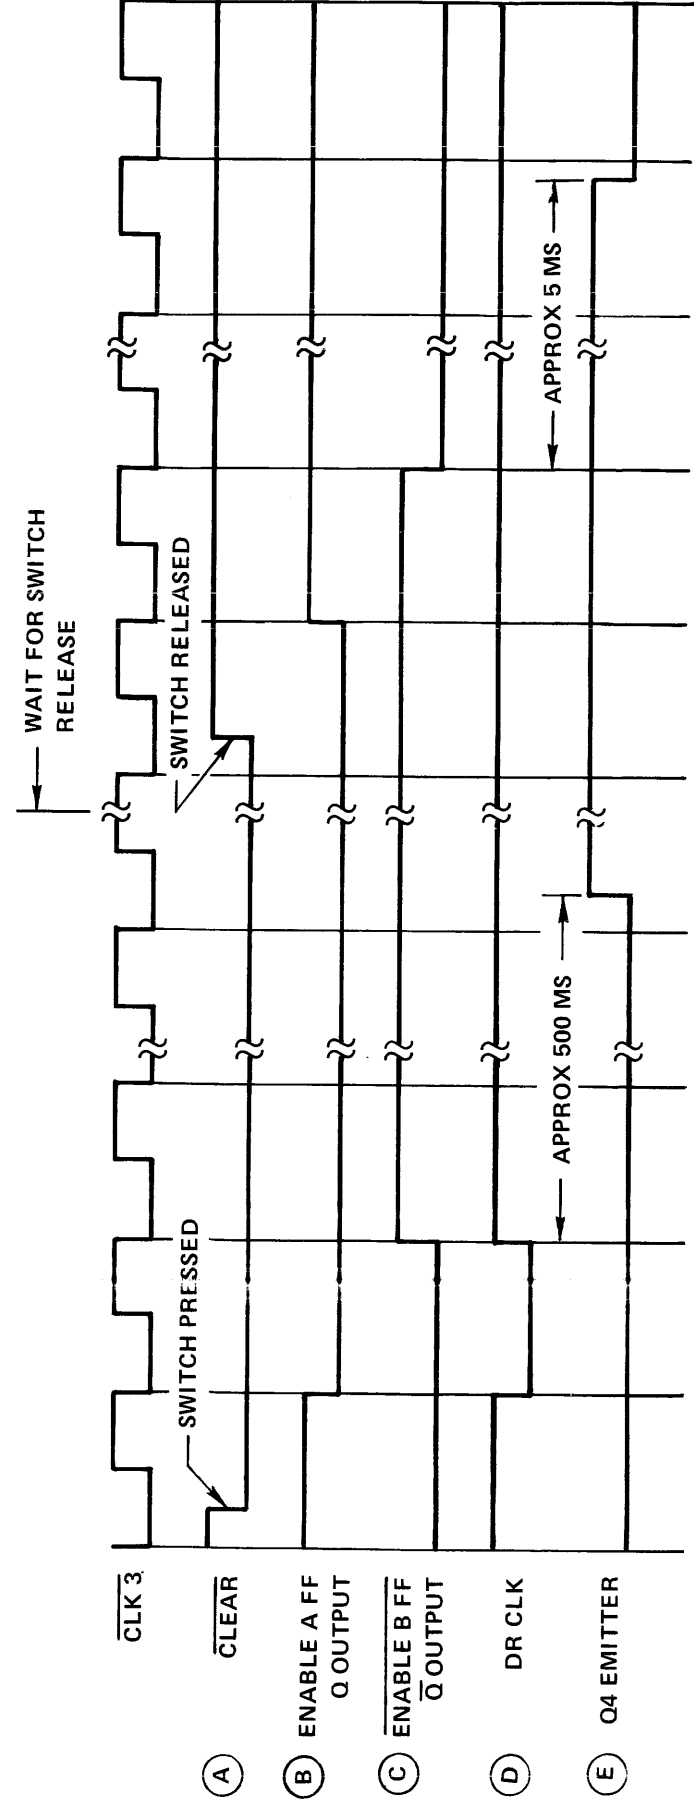 WAIT FOR SWITCH
RELEASE
CLK 3
SWITCH PRESSED
SWITCH RELEASED
A CLEAR
B ENABLE A FF
Q OUTPUT
C ENABLE B FF
Q̅ OUTPUT
D DR CLK
APPROX 500 MS
APPROX 5 MS
E Q4 EMITTER